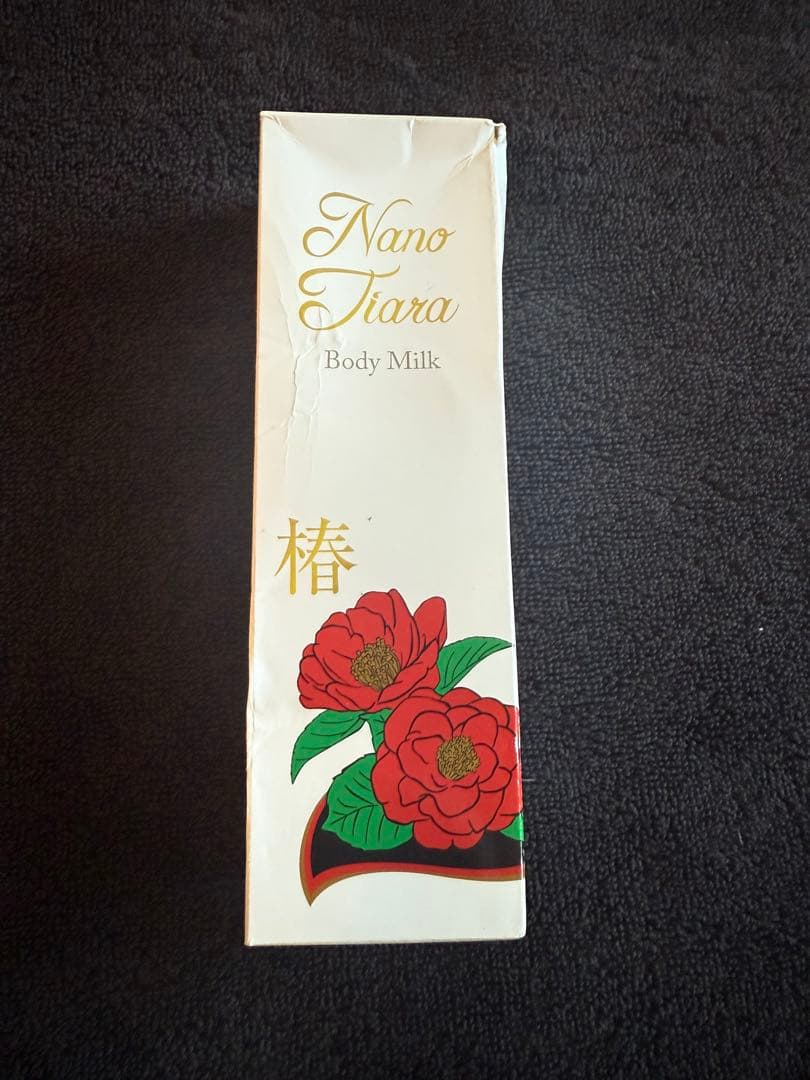 Nano
Tiara
Body Milk
椿